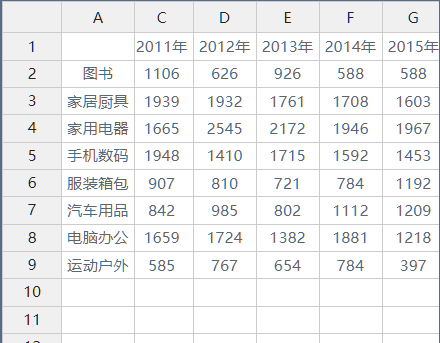 A C D E F G
1 2011年 2012年 2013年 2014年 2015年
2 图书 1106 626 926 588 588
3 家居厨具 1939 1932 1761 1708 1603
4 家用电器 1665 2545 2172 1946 1967
5 手机数码 1948 1410 1715 1592 1453
6 服装箱包 907 810 721 784 1192
7 汽车用品 842 985 802 1112 1209
8 电脑办公 1659 1724 1382 1881 1218
9 运动户外 585 767 654 784 397
10
11